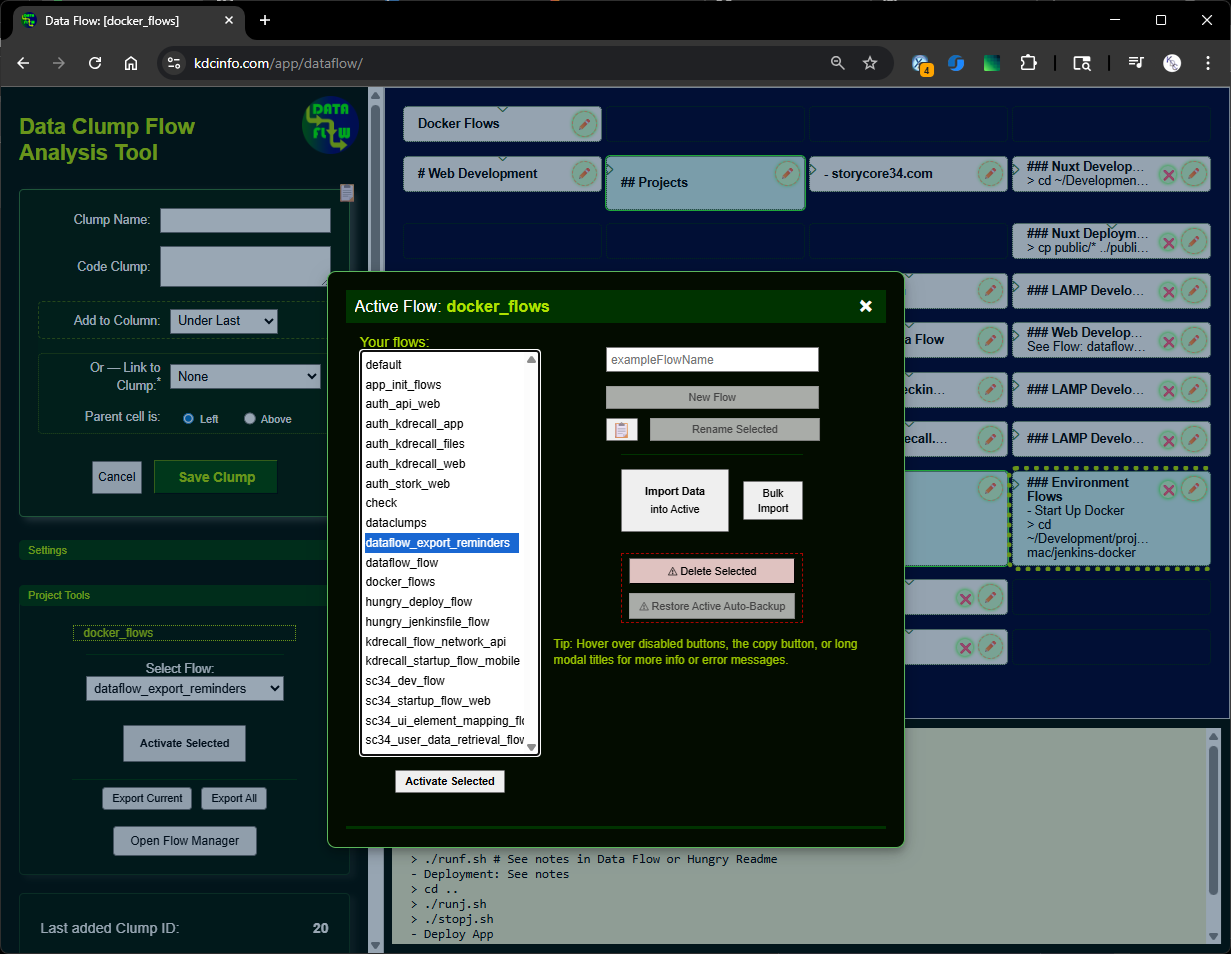 Data Flow: [docker_flows]
kdcinfo.com/app/dataflow/
4
Data Clump Flow
Analysis Tool
DATA
FLOW
Clump Name:
Code Clump:
Add to Column:
Under Last
Or — Link to
Clump:*
None
Parent cell is:
Left
Above
Cancel
Save Clump
Settings
Project Tools
docker_flows
Select Flow:
dataflow_export_reminders
Activate Selected
Export Current
Export All
Open Flow Manager
Last added Clump ID:
20
Docker Flows
# Web Development
## Projects
- storycore34.com
### Nuxt Develop...
> cd ~/Developmen...
### Nuxt Deploym...
> cp public/* ../publi...
### LAMP Develo...
a Flow
### Web Develop...
See Flow: dataflow...
eckin...
### LAMP Develo...
ecall....
### LAMP Develo...
### Environment
Flows
- Start Up Docker
> cd
~/Development/proj...
mac/jenkins-docker
Active Flow: docker_flows
Your flows:
default
app_init_flows
auth_api_web
auth_kdrecall_app
auth_kdrecall_files
auth_kdrecall_web
auth_stork_web
check
dataclumps
dataflow_export_reminders
dataflow_flow
docker_flows
hungry_deploy_flow
hungry_jenkinsfile_flow
kdrecall_flow_network_api
kdrecall_startup_flow_mobile
sc34_dev_flow
sc34_startup_flow_web
sc34_ui_element_mapping_flo
sc34_user_data_retrieval_flow
Activate Selected
exampleFlowName
New Flow
Rename Selected
Import Data
into Active
Bulk
Import
⚠ Delete Selected
⚠ Restore Active Auto-Backup
Tip: Hover over disabled buttons, the copy button, or long
modal titles for more info or error messages.
> ./runf.sh # See notes in Data Flow or Hungry Readme
- Deployment: See notes
> cd ..
> ./runj.sh
> ./stopj.sh
- Deploy App